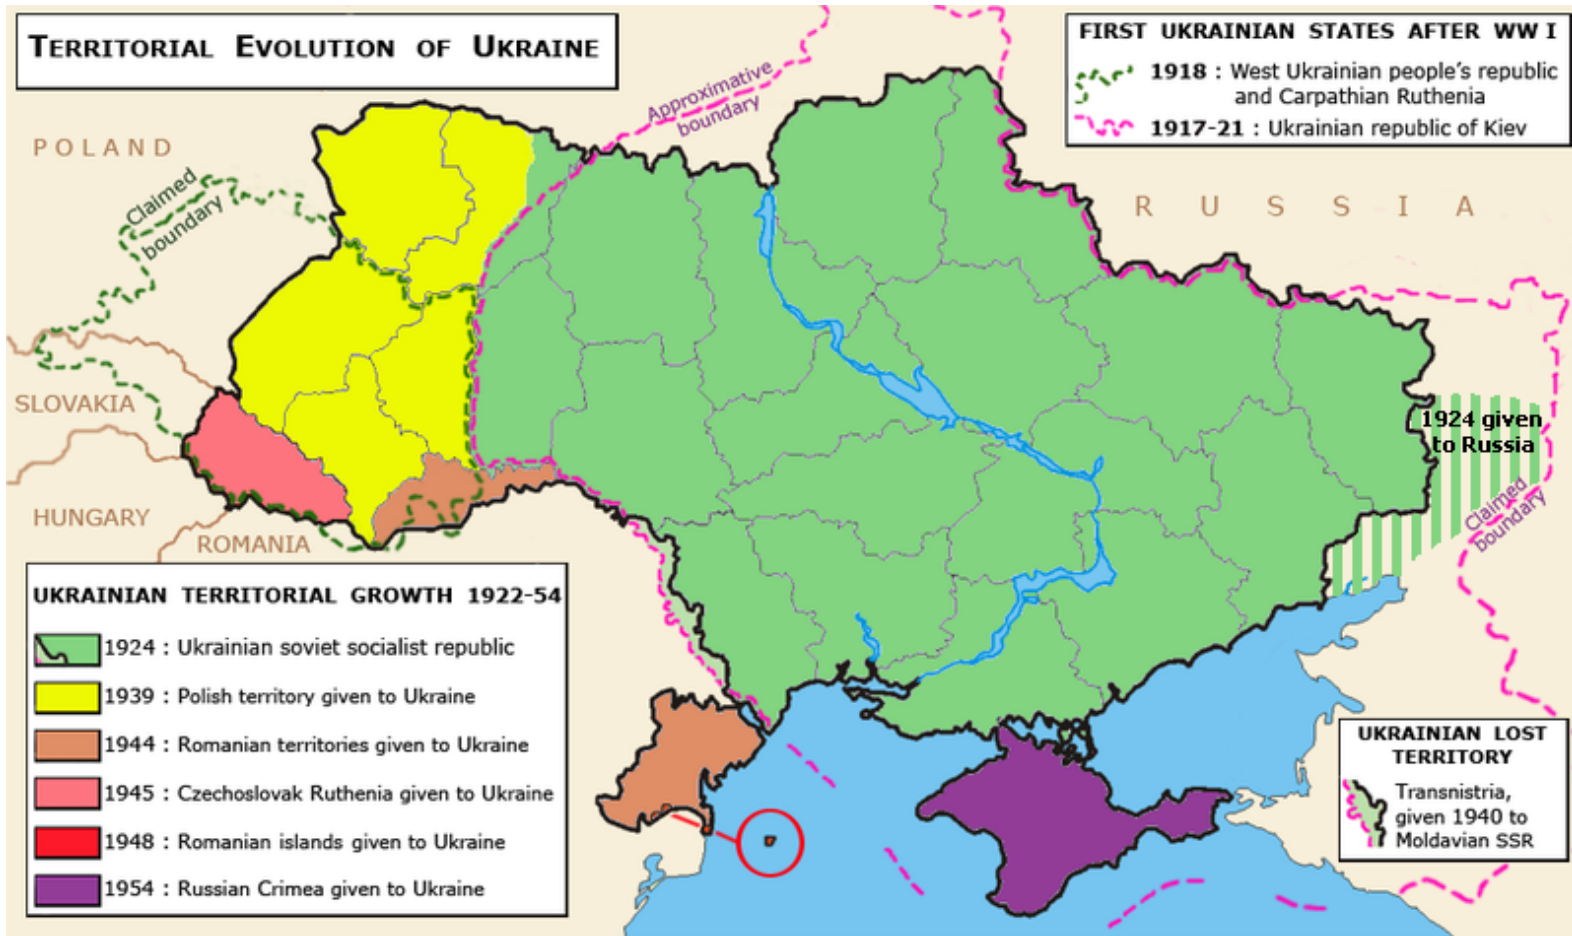 TERRITORIAL EVOLUTION OF UKRAINE
FIRST UKRAINIAN STATES AFTER WW I
1918 : West Ukrainian people's republic
and Carpathian Ruthenia
1917-21 : Ukrainian republic of Kiev
Approximative
boundary
POLAND
Claimed
boundary
RUSSIA
SLOVAKIA
HUNGARY
ROMANIA
1924 given
to Russia
Claimed
boundary
UKRAINIAN TERRITORIAL GROWTH 1922-54
1924 : Ukrainian soviet socialist republic
1939 : Polish territory given to Ukraine
1944 : Romanian territories given to Ukraine
1945 : Czechoslovak Ruthenia given to Ukraine
1948 : Romanian islands given to Ukraine
1954 : Russian Crimea given to Ukraine
UKRAINIAN LOST
TERRITORY
Transnistria,
given 1940 to
Moldavian SSR